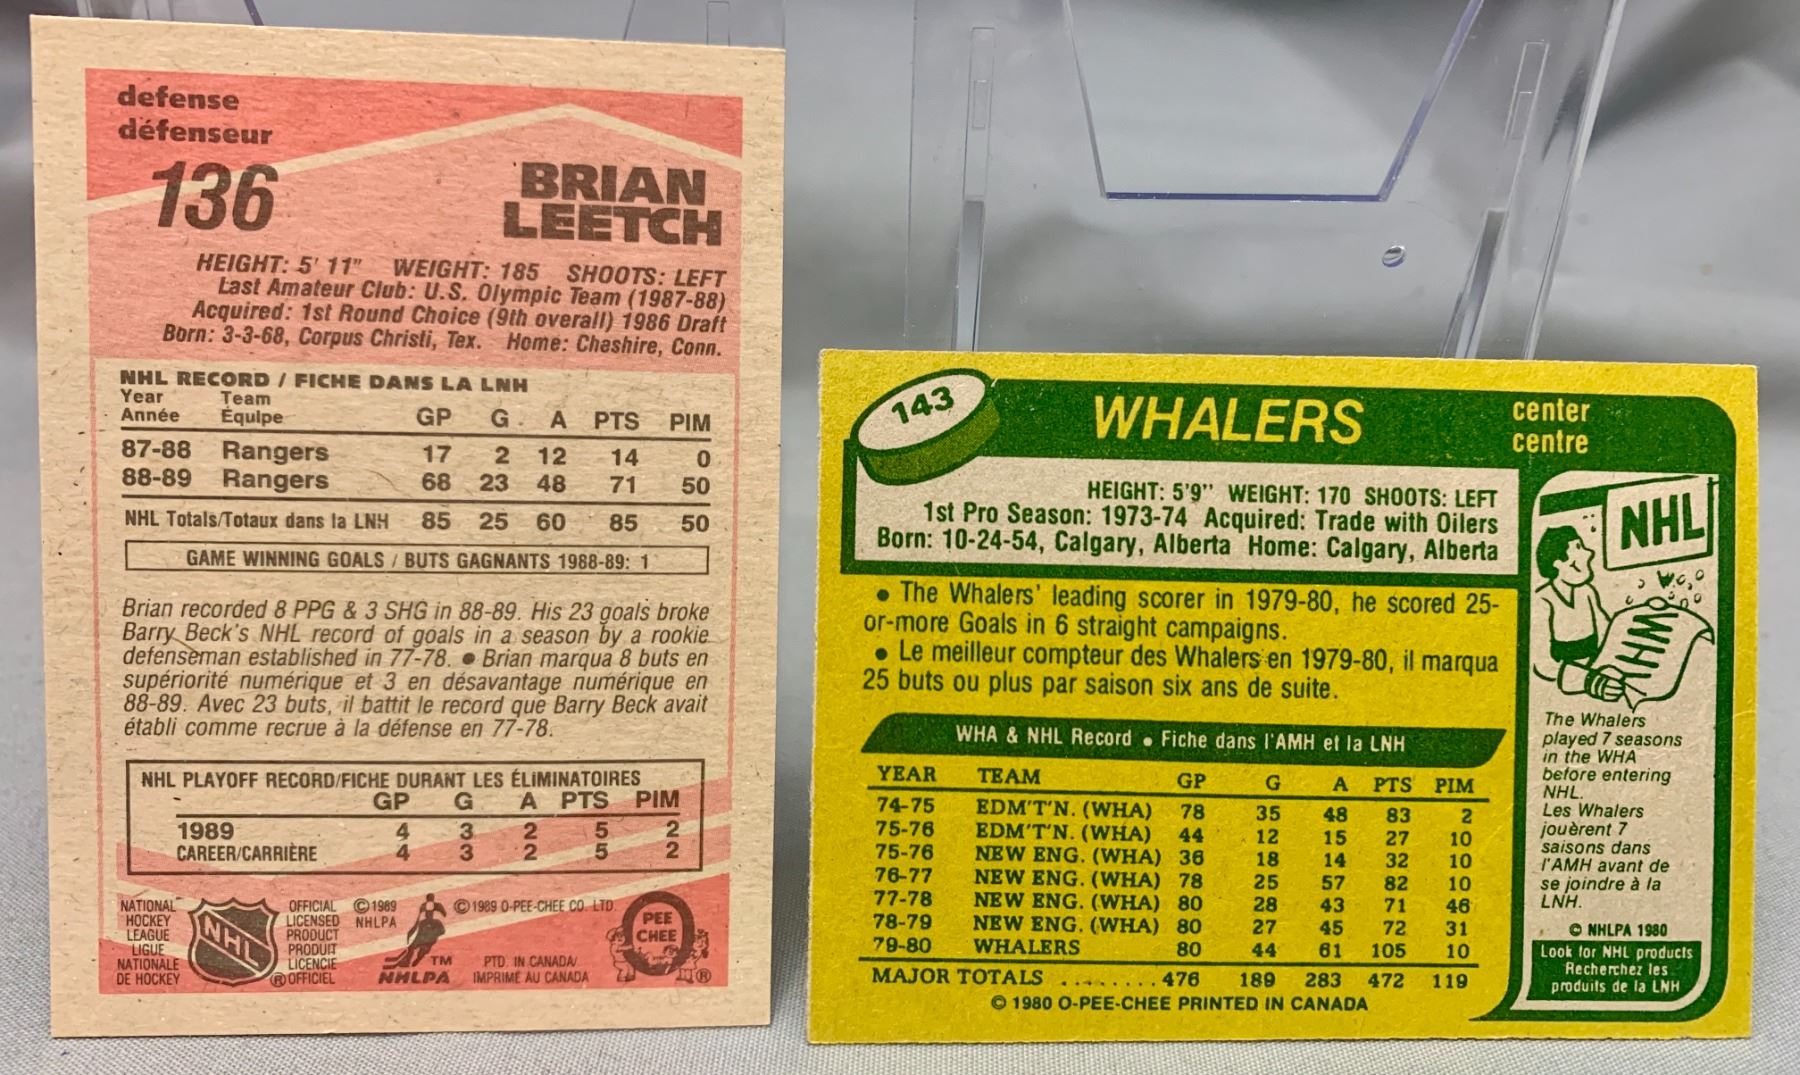 defense
défenseur
136
BRIAN
LEETCH
HEIGHT: 5' 11" WEIGHT: 185 SHOOTS: LEFT
Last Amateur Club: U.S. Olympic Team (1987-88)
Acquired: 1st Round Choice (9th overall) 1986 Draft
Born: 3-3-68, Corpus Christi, Tex. Home: Cheshire, Conn.
NHL RECORD / FICHE DANS LA LNH
Year Team
Année Équipe GP G A PTS PIM
87-88 Rangers 17 2 12 14 0
88-89 Rangers 68 23 48 71 50
NHL Totals/Totaux dans la LNH 85 25 60 85 50
GAME WINNING GOALS / BUTS GAGNANTS 1988-89: 1
Brian recorded 8 PPG & 3 SHG in 88-89. His 23 goals broke
Barry Beck's NHL record of goals in a season by a rookie
defenseman established in 77-78. ● Brian marqua 8 buts en
supériorité numérique et 3 en désavantage numérique en
88-89. Avec 23 buts, il battit le record que Barry Beck avait
établi comme recrue à la défense en 77-78.
NHL PLAYOFF RECORD/FICHE DURANT LES ÉLIMINATOIRES
GP G A PTS PIM
1989 4 3 2 5 2
CAREER/CARRIÈRE 4 3 2 5 2
NATIONAL
HOCKEY
LEAGUE
LIGUE
NATIONALE
DE HOCKEY
NHL
®
OFFICIAL
LICENSED
PRODUCT
PRODUIT
LICENCIE
OFFICIEL
©1989
NHLPA
TM
NHLPA
©1989 O-PEE-CHEE CO. LTD.
PTD. IN CANADA/
IMPRIMÉ AU CANADA
PEE
CHEE
®
143
WHALERS
center
centre
HEIGHT: 5'9" WEIGHT: 170 SHOOTS: LEFT
1st Pro Season: 1973-74 Acquired: Trade with Oilers
Born: 10-24-54, Calgary, Alberta Home: Calgary, Alberta
● The Whalers' leading scorer in 1979-80, he scored 25-
or-more Goals in 6 straight campaigns.
● Le meilleur compteur des Whalers en 1979-80, il marqua
25 buts ou plus par saison six ans de suite.
WHA & NHL Record ● Fiche dans l'AMH et la LNH
YEAR TEAM GP G A PTS PIM
74-75 EDM'T'N. (WHA) 78 35 48 83 2
75-76 EDM'T'N. (WHA) 44 12 15 27 10
75-76 NEW ENG. (WHA) 36 18 14 32 10
76-77 NEW ENG. (WHA) 78 25 57 82 10
77-78 NEW ENG. (WHA) 80 28 43 71 46
78-79 NEW ENG. (WHA) 80 27 45 72 31
79-80 WHALERS 80 44 61 105 10
MAJOR TOTALS ........ 476 189 283 472 119
© 1980 O-PEE-CHEE PRINTED IN CANADA
NHL
WHA
The Whalers
played 7 seasons
in the WHA
before entering
NHL.
Les Whalers
jouèrent 7
saisons dans
l'AMH avant de
se joindre à la
LNH.
© NHLPA 1980
Look for NHL products
Recherchez les
produits de la LNH